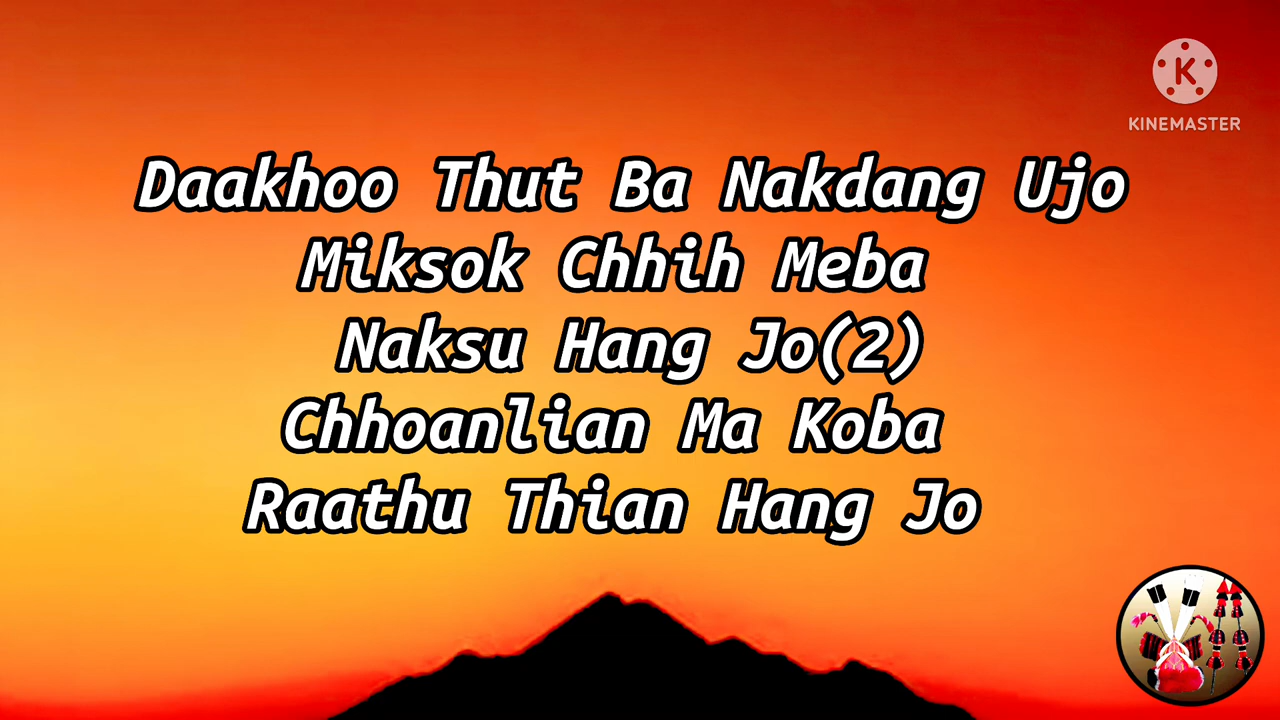 KINEMASTER
Daakhoo Thut Ba Nakdang Ujo
Miksok Chhih Meba
Naksu Hang Jo(2)
Chhoanlian Ma Koba
Raathu Thian Hang Jo